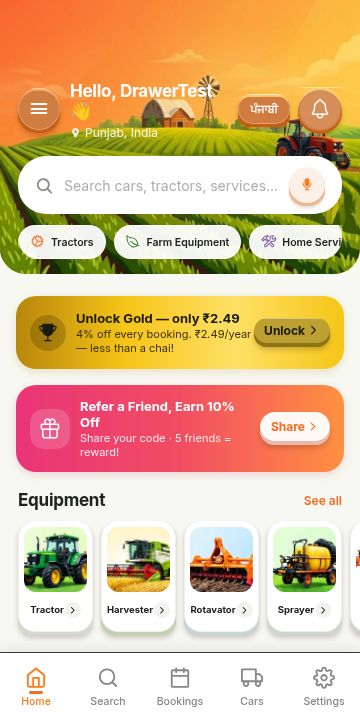 Hello, DrawerTest
👋
Punjab, India
ਪੰਜਾਬੀ
Search cars, tractors, services...
Tractors
Farm Equipment
Home Servi
Unlock Gold — only ₹2.49
4% off every booking. ₹2.49/year
— less than a chai!
Unlock
Refer a Friend, Earn 10%
Off
Share your code · 5 friends =
reward!
Share
Equipment
See all
Tractor
Harvester
Rotavator
Sprayer
Home
Search
Bookings
Cars
Settings